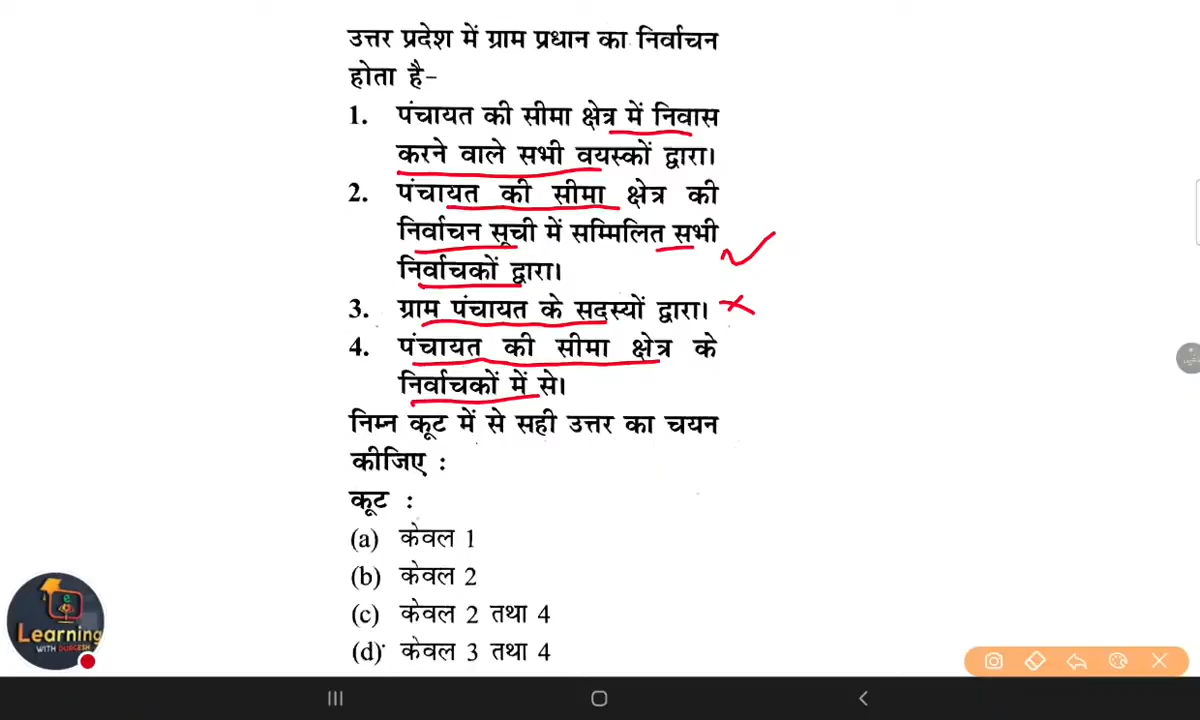 उत्तर प्रदेश में ग्राम प्रधान का निर्वाचन
होता है-
1. पंचायत की सीमा क्षेत्र में निवास
करने वाले सभी वयस्कों द्वारा।
2. पंचायत की सीमा क्षेत्र की
निर्वाचन सूची में सम्मिलित सभी
निर्वाचकों द्वारा।
3. ग्राम पंचायत के सदस्यों द्वारा।
4. पंचायत की सीमा क्षेत्र के
निर्वाचकों में से।
निम्न कूट में से सही उत्तर का चयन
कीजिए :
कूट :
(a) केवल 1
(b) केवल 2
(c) केवल 2 तथा 4
(d) केवल 3 तथा 4
e
Learning
WITH DURGESH